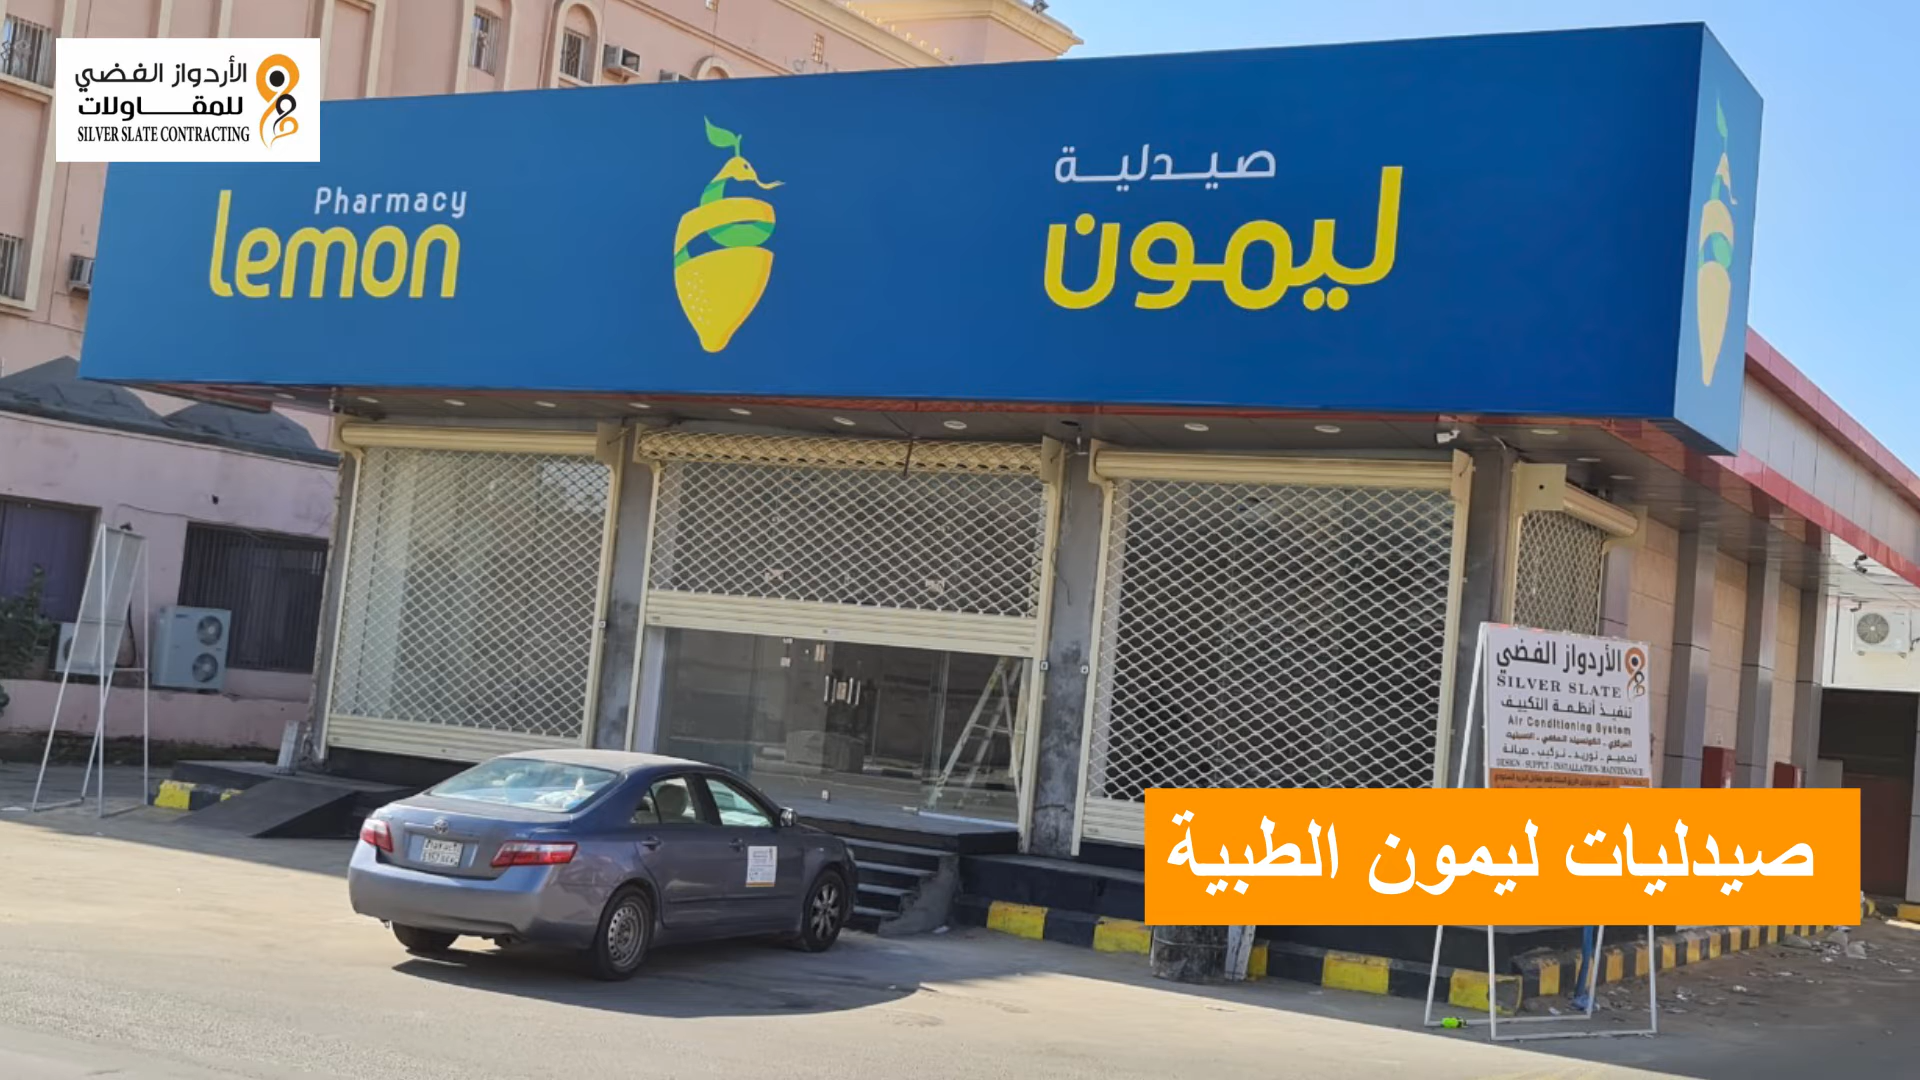 الأردواز الفضي
للمقاولات
SILVER SLATE CONTRACTING
Pharmacy
lemon
صيدلية
ليمون
الأردواز الفضي
SILVER SLATE
تنفيذ أنظمة التكييف
Air Conditioning System
تصميم . توريد . تركيب . صيانة
DESIGN - SUPPLY - INSTALLATION - MAINTENANCE
صيدليات ليمون الطبية